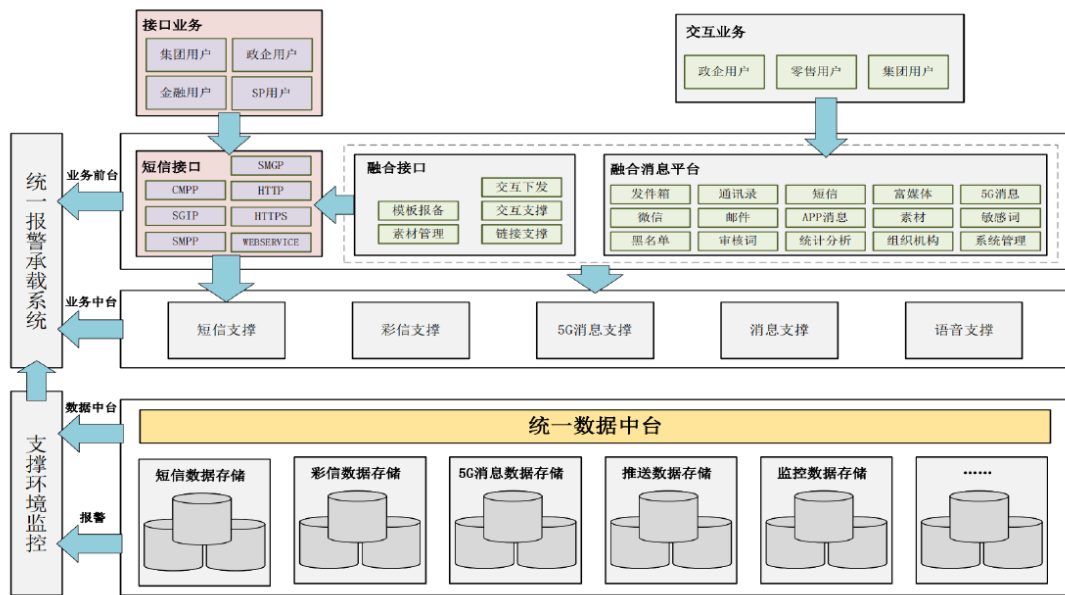 接口业务
集团用户 政企用户
金融用户 SP用户
交互业务
政企用户 零售用户 集团用户
统一报警承载系统
业务前台
短信接口
SMGP
CMPP HTTP
SGIP HTTPS
SMPP WEBSERVICE
融合接口
交互下发
模板报备 交互支撑
素材管理 链接支撑
融合消息平台
发件箱 通讯录 短信 富媒体 5G消息
微信 邮件 APP消息 素材 敏感词
黑名单 审核词 统计分析 组织机构 系统管理
业务中台
短信支撑 彩信支撑 5G消息支撑 消息支撑 语音支撑
支撑环境监控
数据中台
报警
统一数据中台
短信数据存储 彩信数据存储 5G消息数据存储 推送数据存储 监控数据存储 ……